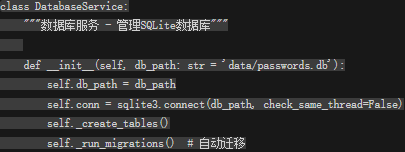 class DatabaseService:
    """数据库服务 - 管理SQLite数据库"""
    def __init__(self, db_path: str = 'data/passwords.db'):
        self.db_path = db_path
        self.conn = sqlite3.connect(db_path, check_same_thread=False)
        self._create_tables()
        self._run_migrations()  # 自动迁移